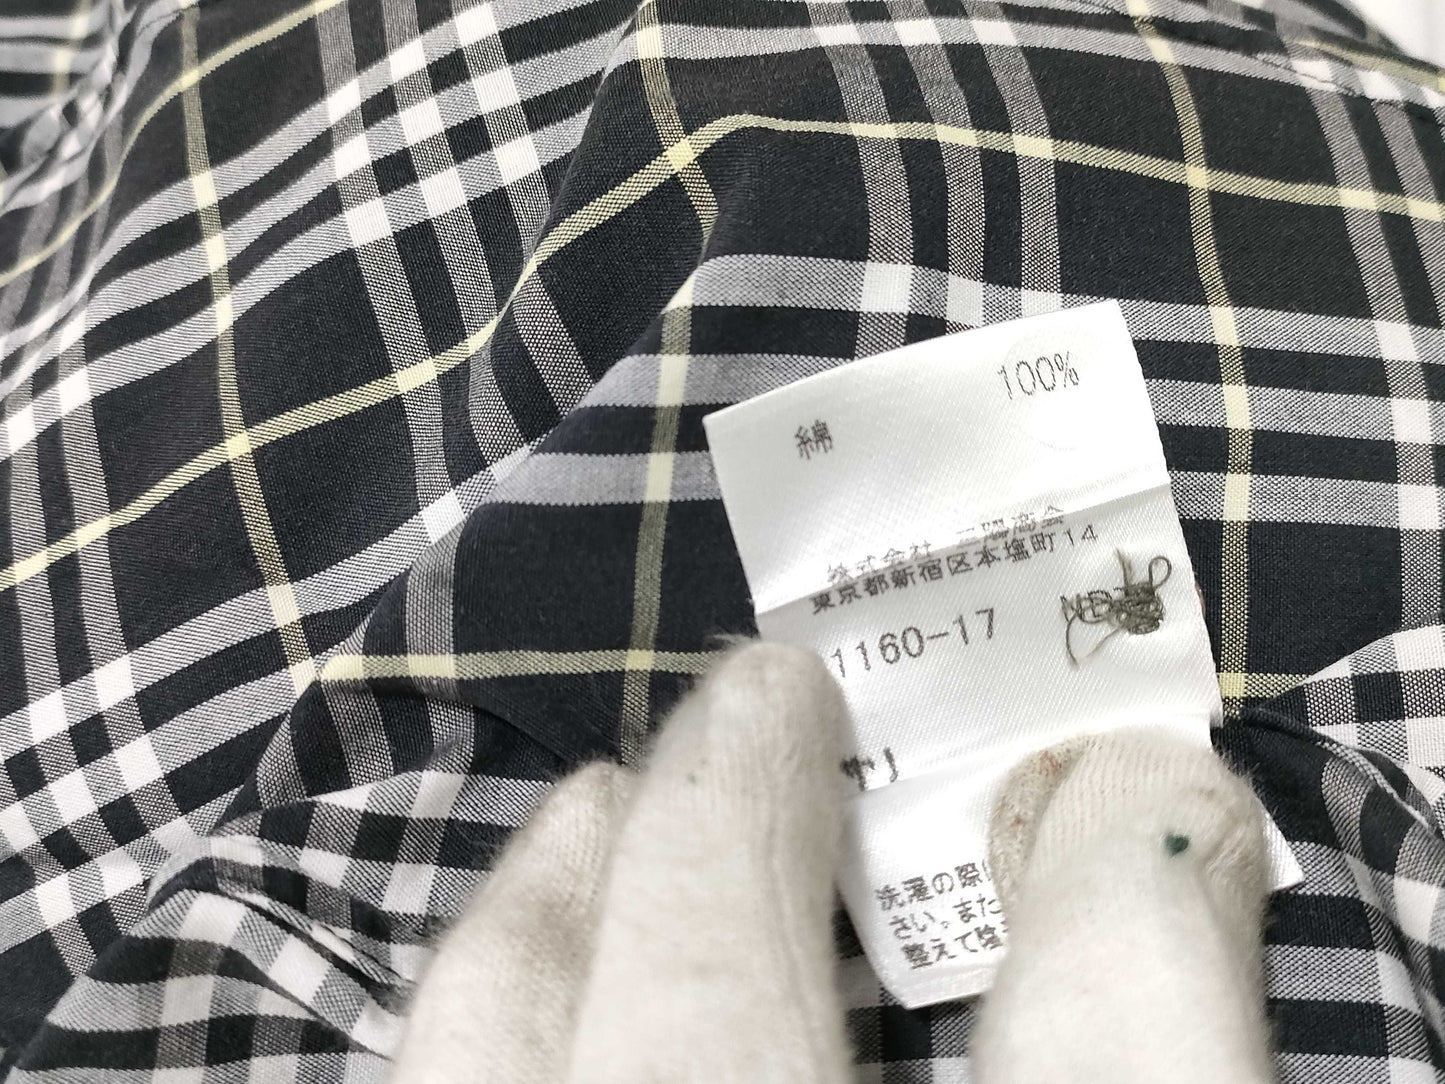 綿 100%
株式会社 三陽商会
東京都新宿区本塩町14
1160-17
洗濯の際
さい。また
整えて陰